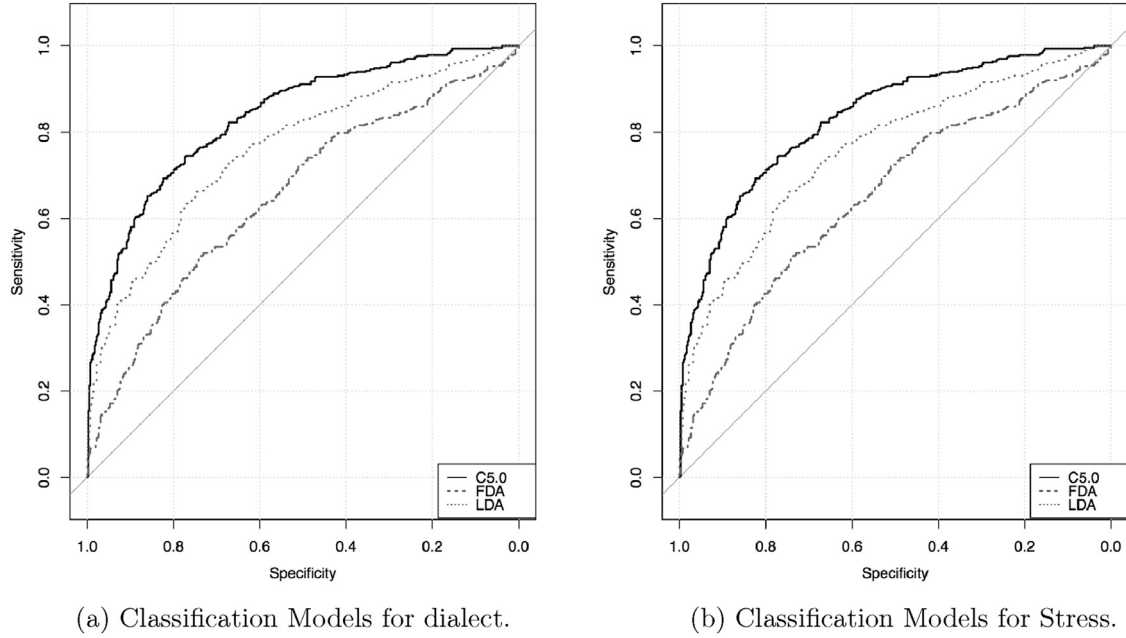 1.0
0.8
0.6
0.4
0.2
0.0
Sensitivity
C5.0
FDA
LDA
1.0 0.8 0.6 0.4 0.2 0.0
Specificity
(a) Classification Models for dialect.
1.0
0.8
0.6
0.4
0.2
0.0
Sensitivity
C5.0
FDA
LDA
1.0 0.8 0.6 0.4 0.2 0.0
Specificity
(b) Classification Models for Stress.